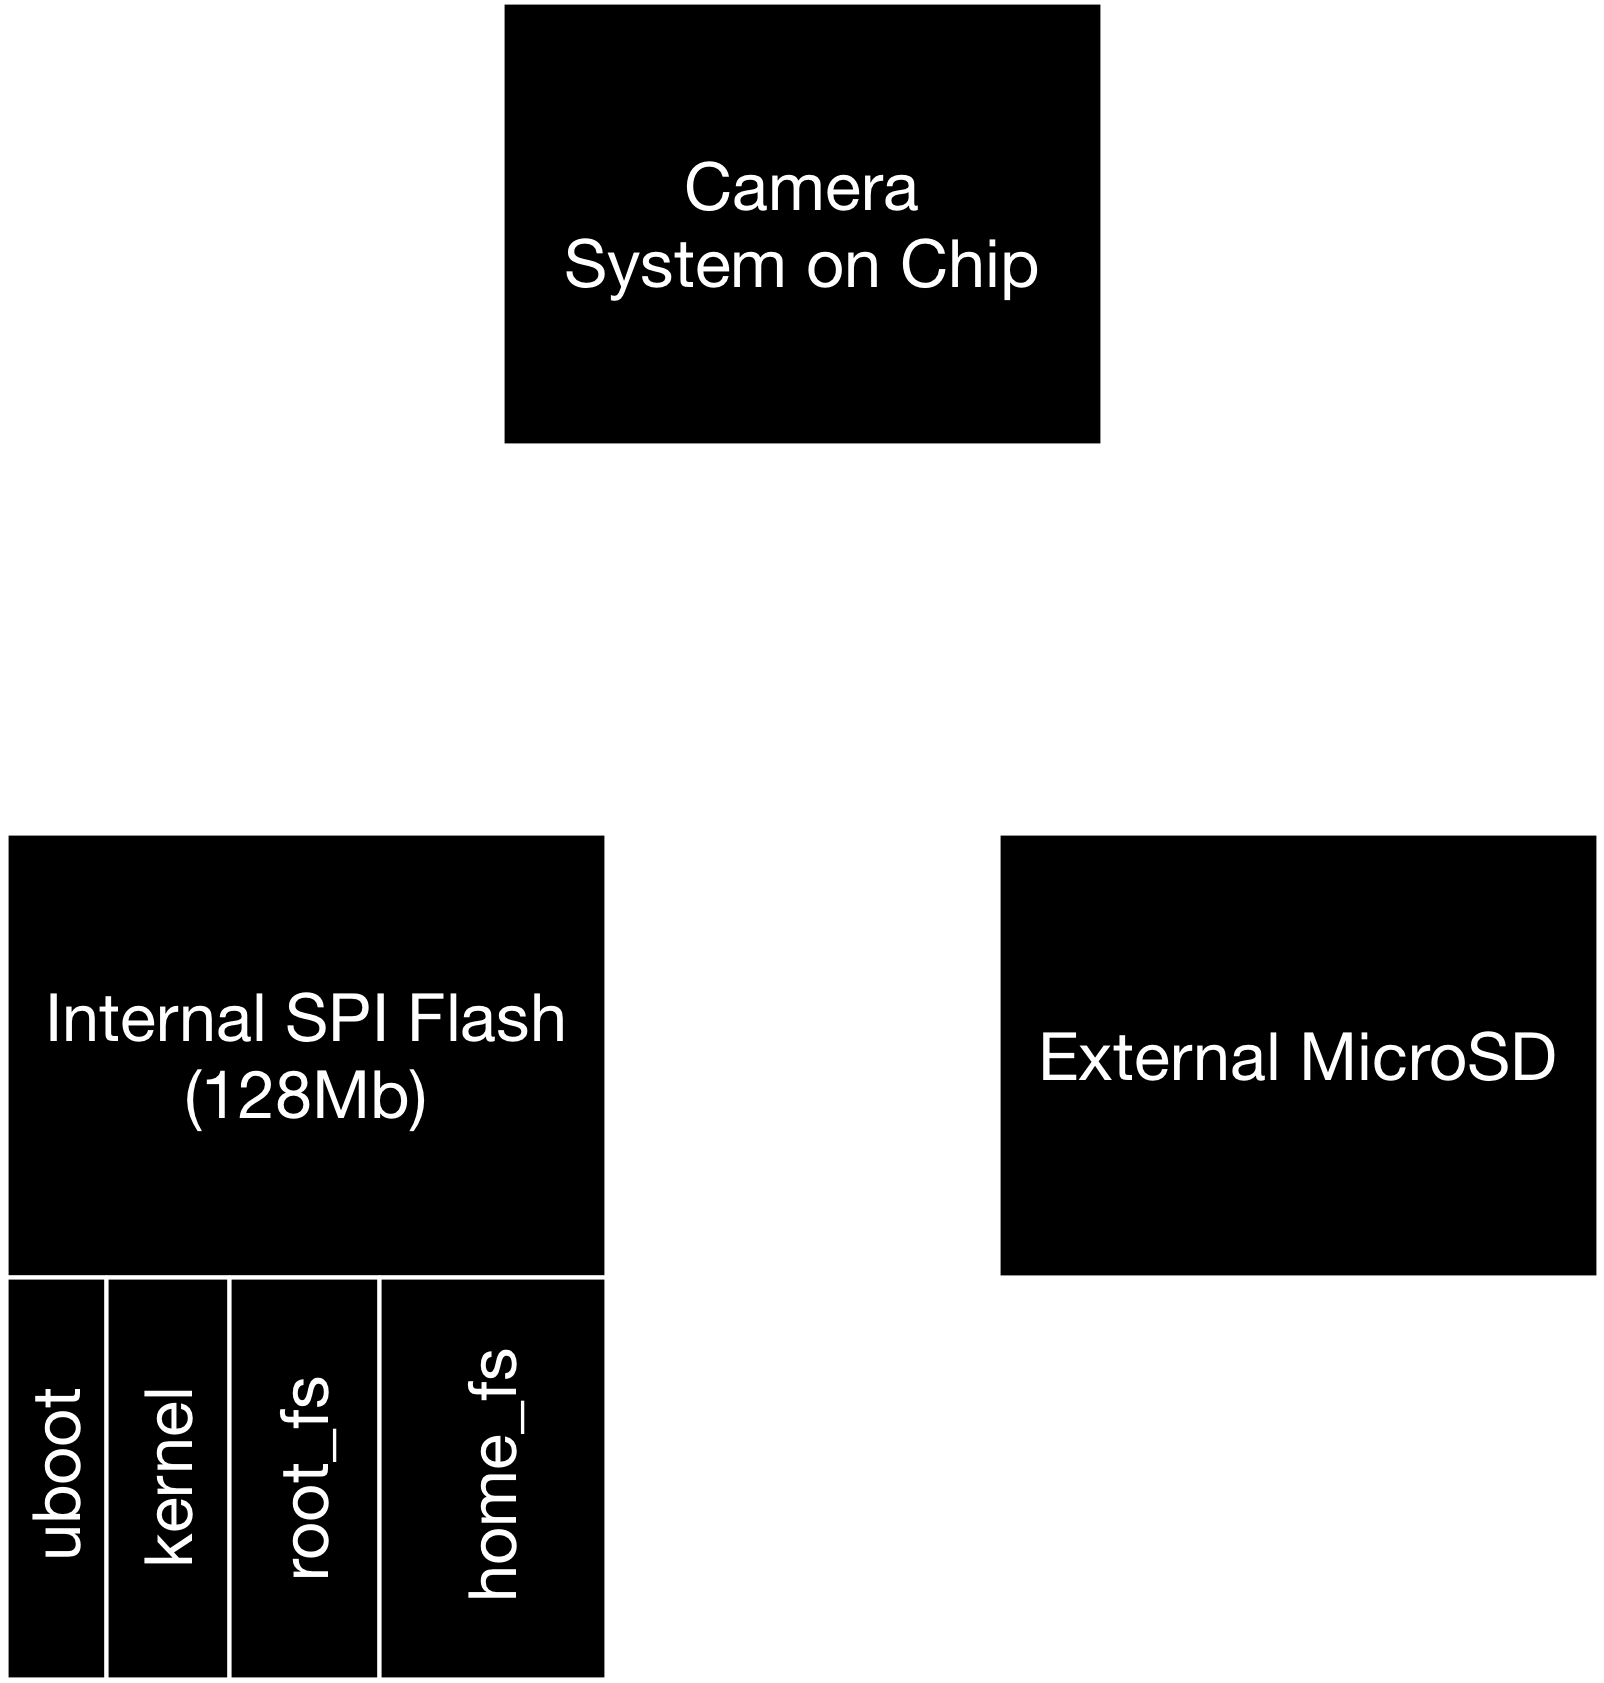 Camera
System on Chip
Internal SPI Flash
(128Mb)
External MicroSD
uboot
kernel
root_fs
home_fs